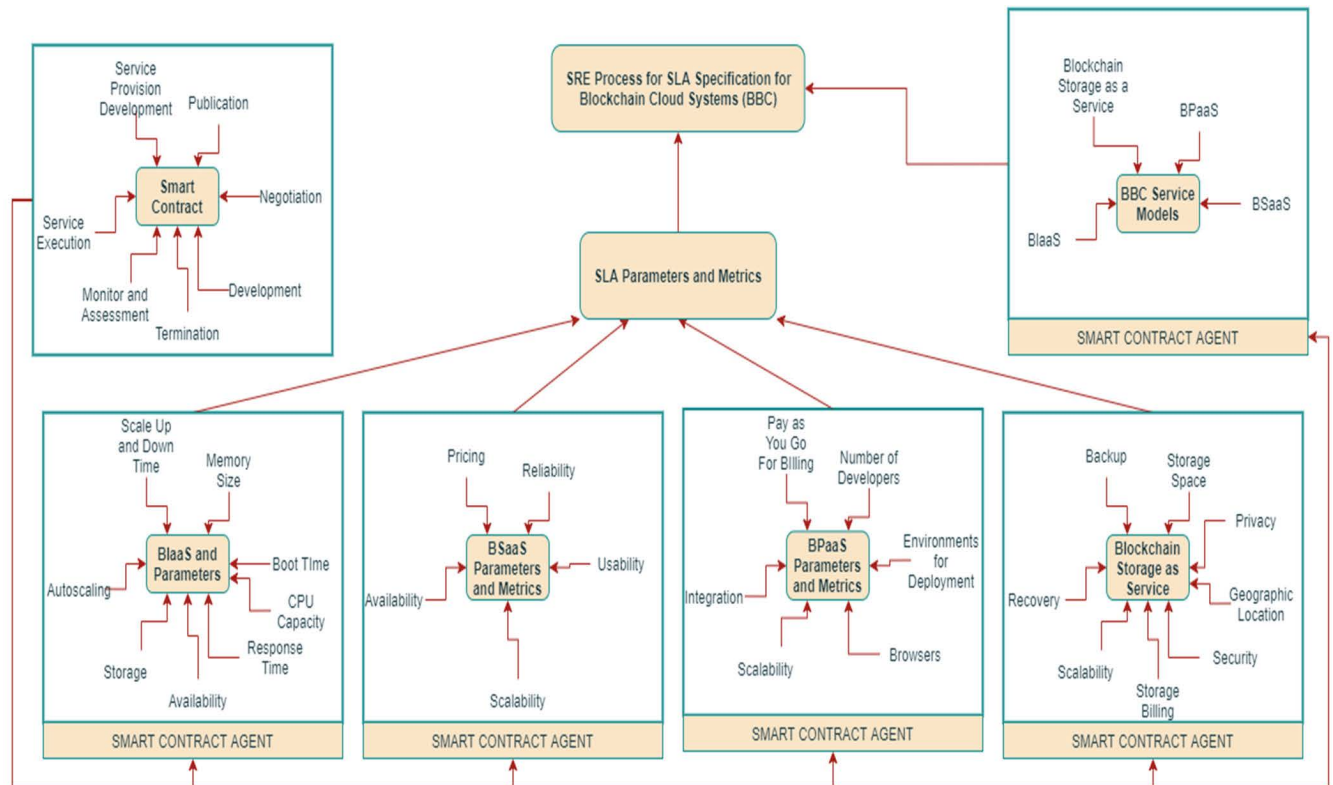 Service
Provision
Development
Publication
Smart
Contract
Negotiation
Service
Execution
Monitor and
Assessment
Development
Termination
SRE Process for SLA Specification for
Blockchain Cloud Systems (BBC)
SLA Parameters and Metrics
Blockchain
Storage as a
Service
BPaaS
BBC Service
Models
BSaaS
BIaaS
SMART CONTRACT AGENT
Scale Up
and Down
Time
Memory
Size
BIaaS and
Parameters
Boot TIme
Autoscaling
CPU
Capacity
Response
Time
Storage
Availability
SMART CONTRACT AGENT
Pricing
Reliability
BSaaS
Parameters
and Metrics
Usability
Availability
Scalability
SMART CONTRACT AGENT
Pay as
You Go
For BIlling
Number of
Developers
BPaaS
Parameters
and Metrics
Environments
for
Deployment
Integration
Scalability
Browsers
SMART CONTRACT AGENT
Backup
Storage
Space
Privacy
Blockchain
Storage as
Service
Recovery
Geographic
Location
Scalability
Security
Storage
Billing
SMART CONTRACT AGENT